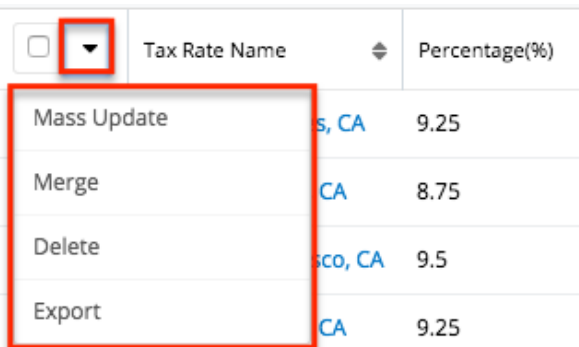 Tax Rate Name Percentage(%)
Mass Update s, CA 9.25
Merge CA 8.75
Delete sco, CA 9.5
Export CA 9.25